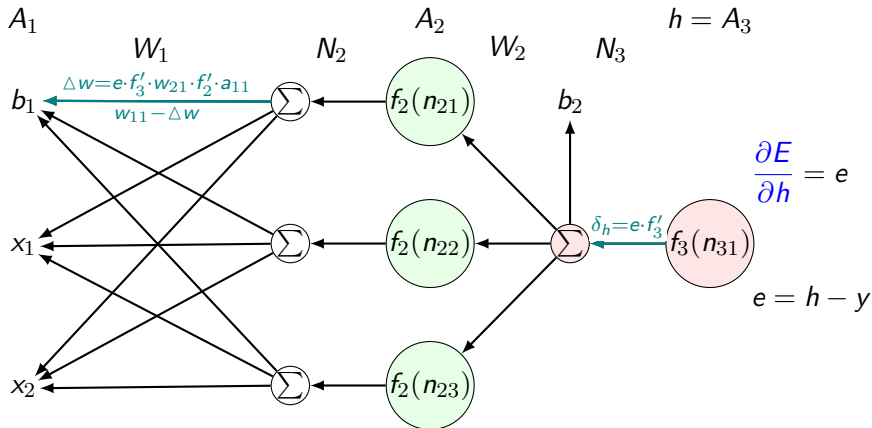 A₁
A₂
h = A₃
W₁
N₂
W₂
N₃
△w=e·f₃′·w₂₁·f₂′·a₁₁
w₁₁−△w
b₁
Σ
f₂(n₂₁)
b₂
∂E/∂h = e
δₕ=e·f₃′
x₁
Σ
f₂(n₂₂)
Σ
f₃(n₃₁)
e = h − y
x₂
Σ
f₂(n₂₃)